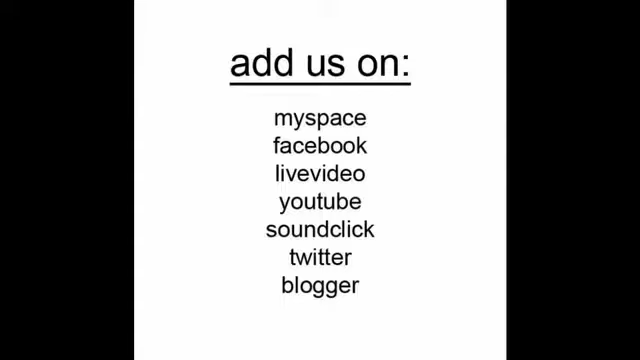 add us on:
myspace
facebook
livevideo
youtube
soundclick
twitter
blogger